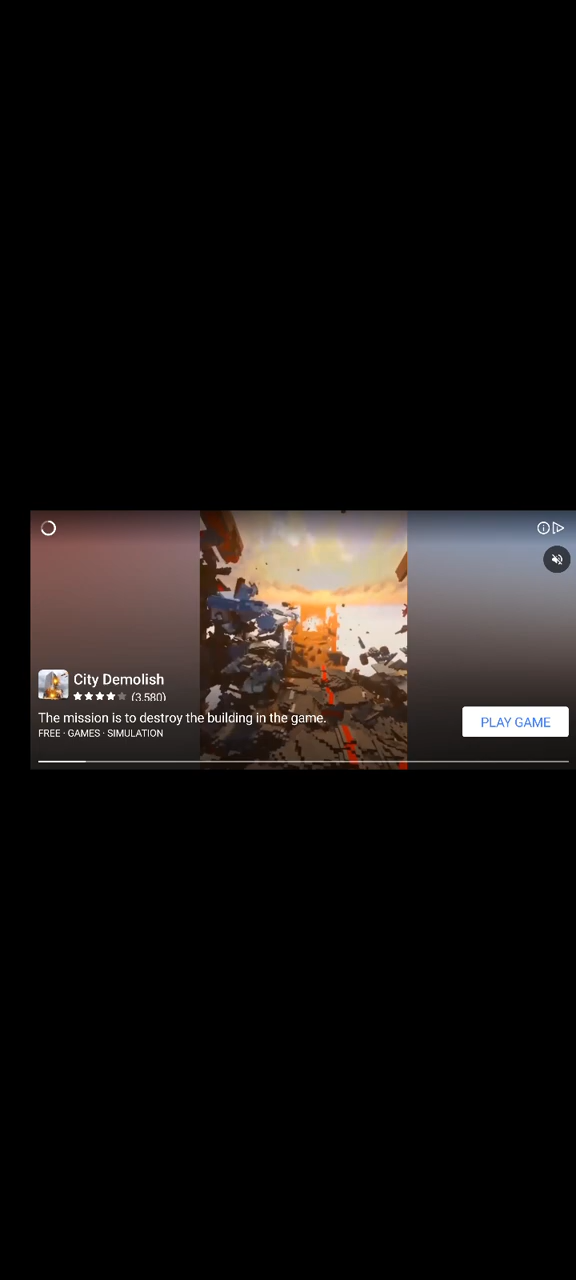 City Demolish
(3,580)
The mission is to destroy the building in the game.
FREE · GAMES · SIMULATION
PLAY GAME